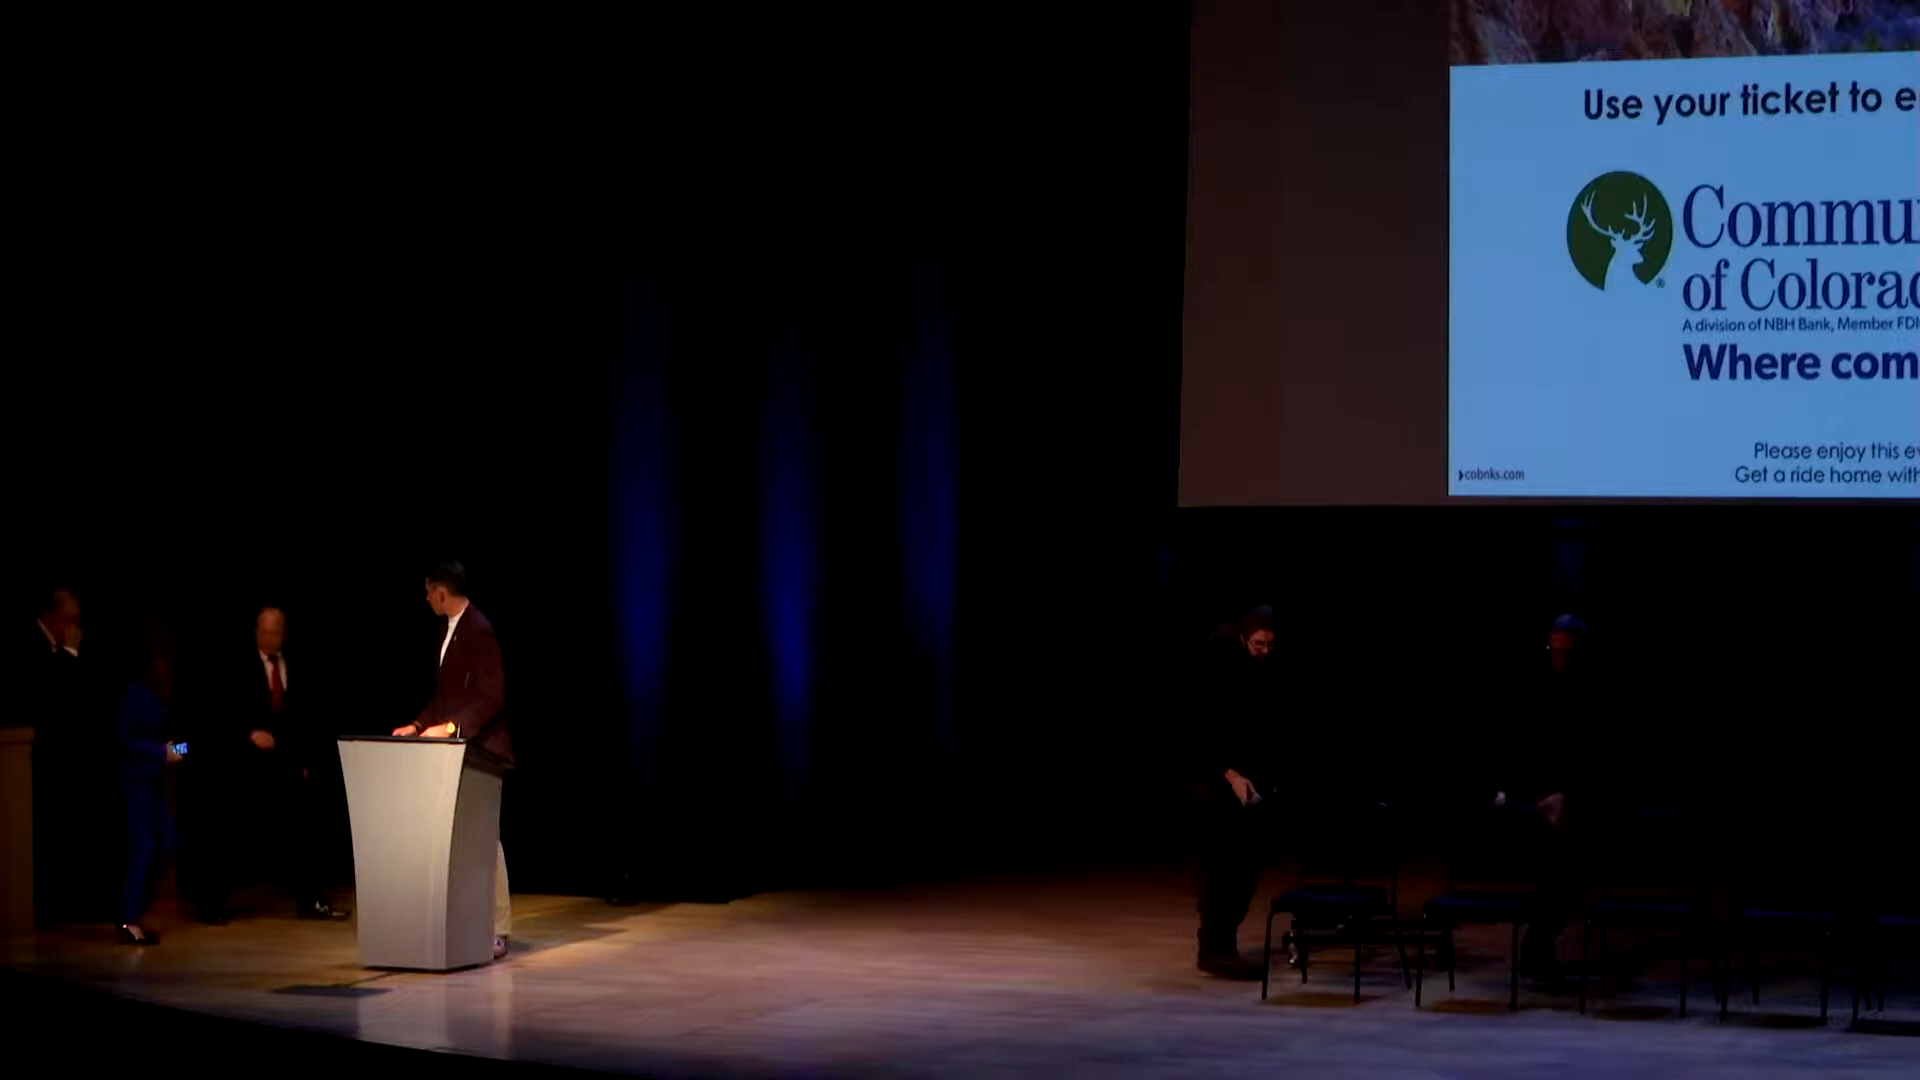 Use your ticket to e
Commu
of Colorad
A division of NBH Bank, Member FDI
Where com
Please enjoy this ev
Get a ride home with
cobnks.com